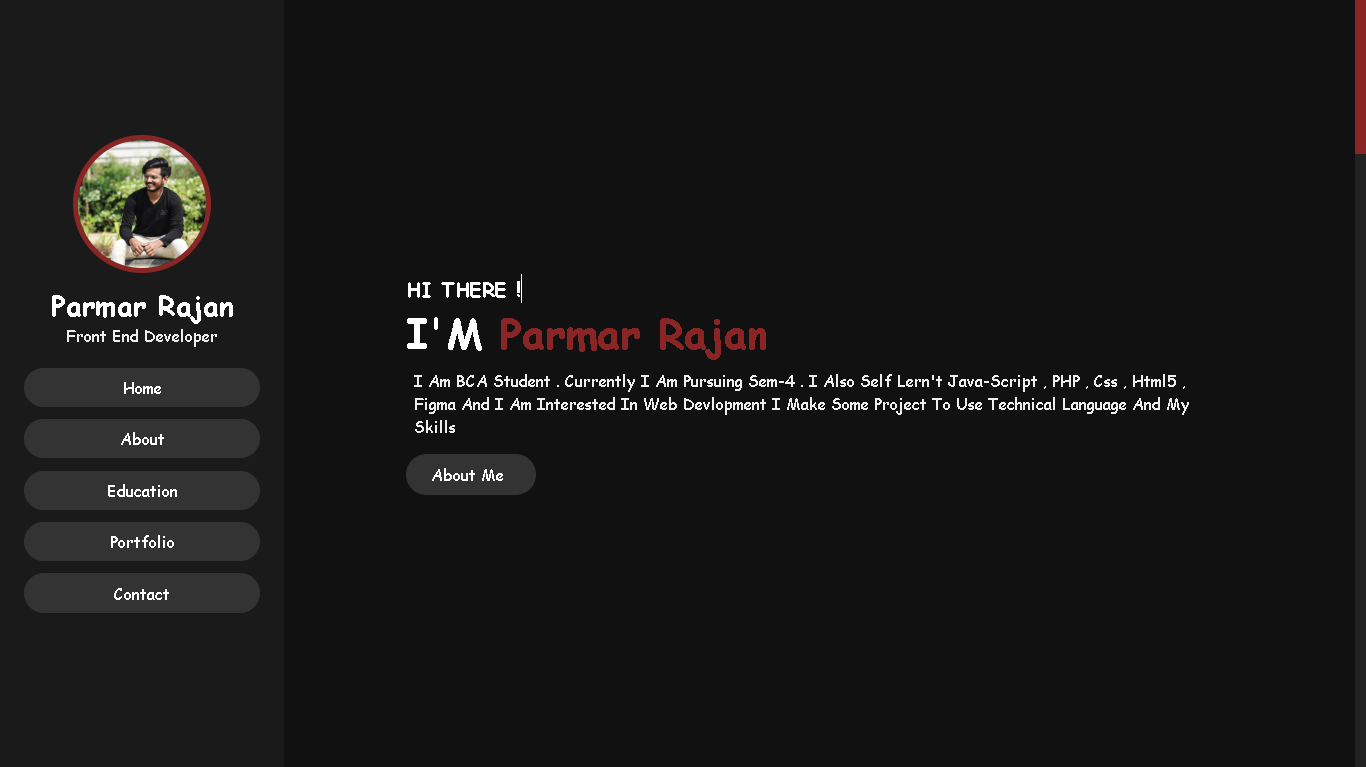 Parmar Rajan
Front End Developer
Home
About
Education
Portfolio
Contact
HI THERE !
I'M Parmar Rajan
I Am BCA Student . Currently I Am Pursuing Sem-4 . I Also Self Lern't Java-Script , PHP , Css , Html5 ,
Figma And I Am Interested In Web Devlopment I Make Some Project To Use Technical Language And My
Skills
About Me